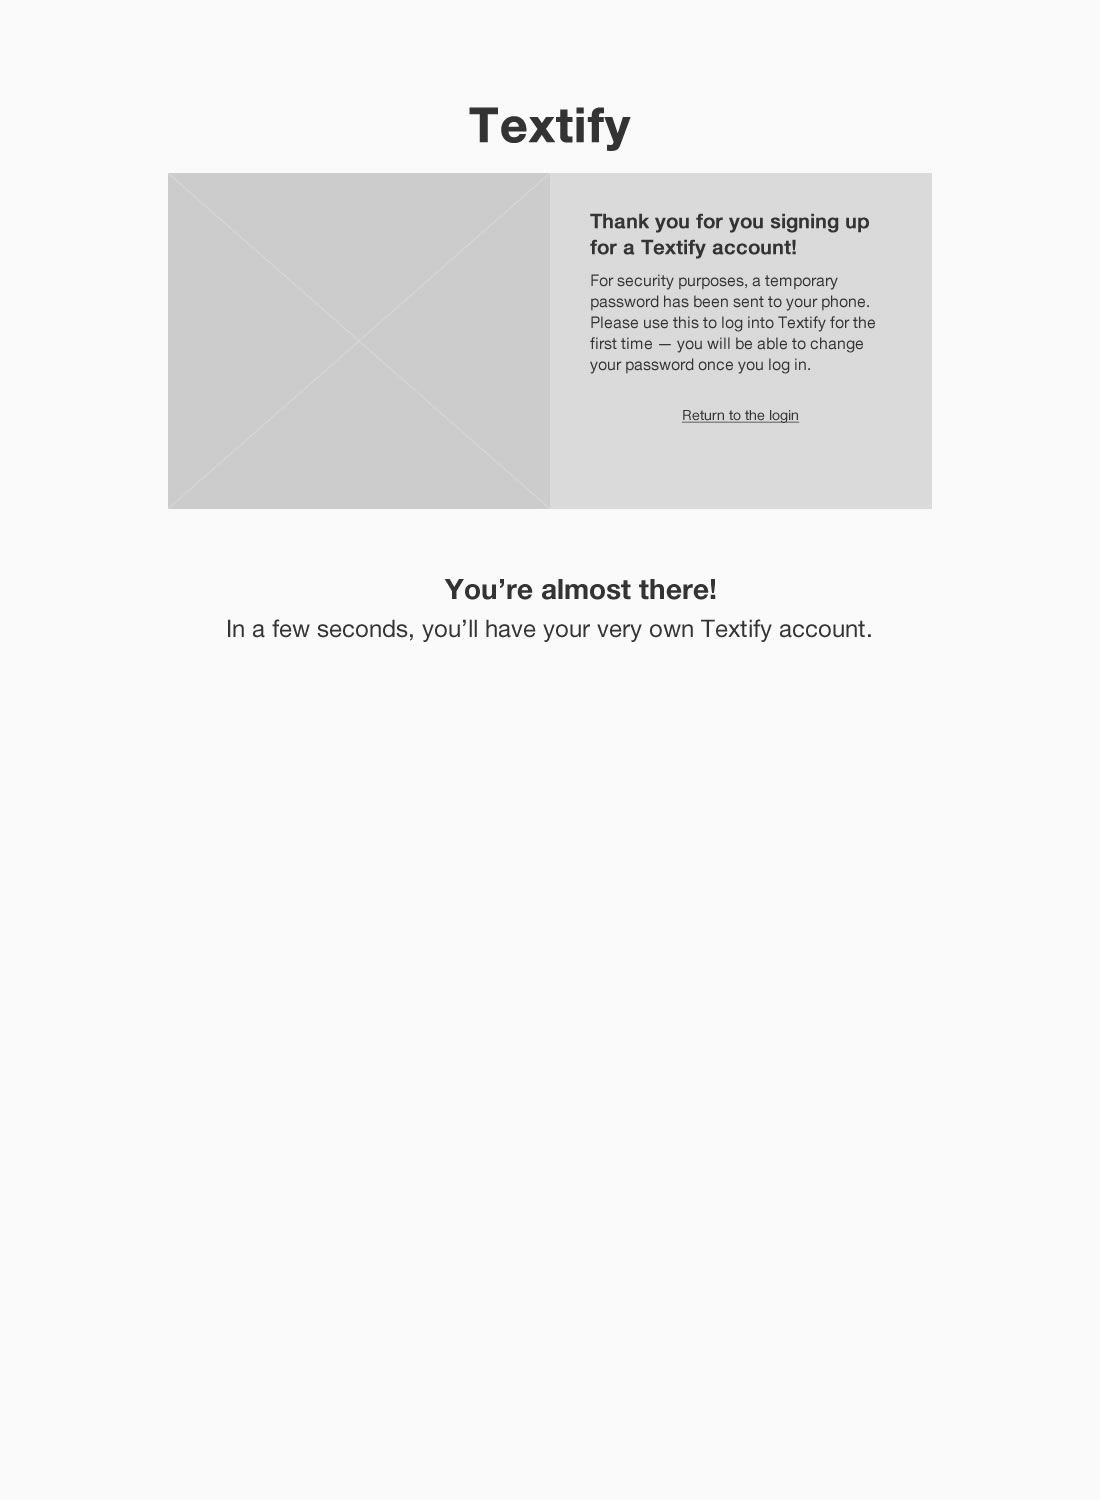 Textify
Thank you for you signing up
for a Textify account!
For security purposes, a temporary
password has been sent to your phone.
Please use this to log into Textify for the
first time — you will be able to change
your password once you log in.
Return to the login
You’re almost there!
In a few seconds, you’ll have your very own Textify account.